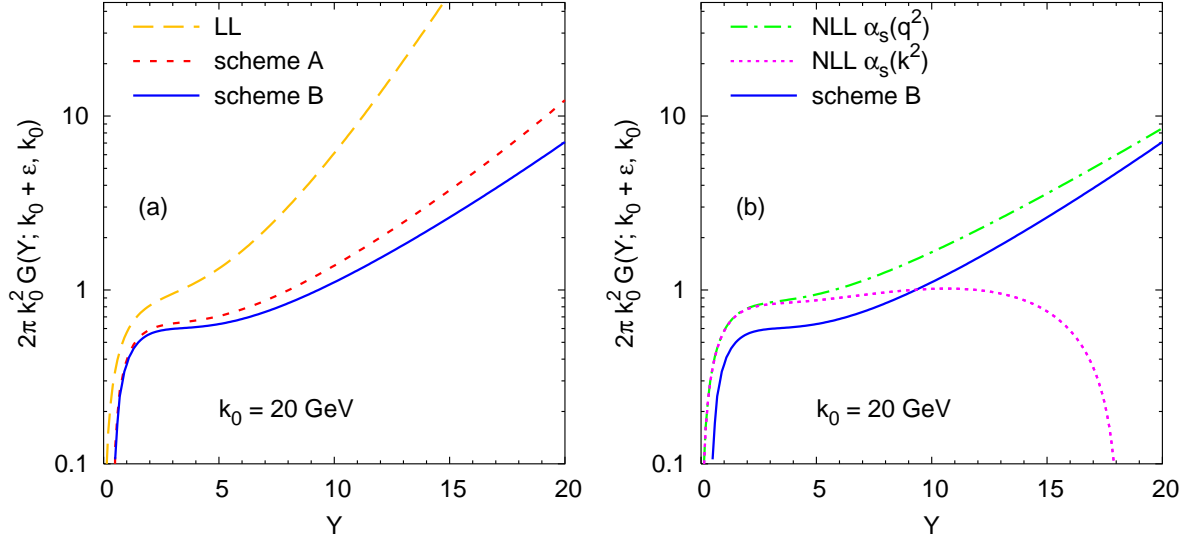 LL
scheme A
scheme B
(a)
k₀ = 20 GeV
2π k₀² G(Y; k₀ + ε, k₀)
10
1
0.1
0 5 10 15 20
Y
NLL αₛ(q²)
NLL αₛ(k²)
scheme B
(b)
k₀ = 20 GeV
2π k₀² G(Y; k₀ + ε, k₀)
10
1
0.1
0 5 10 15 20
Y